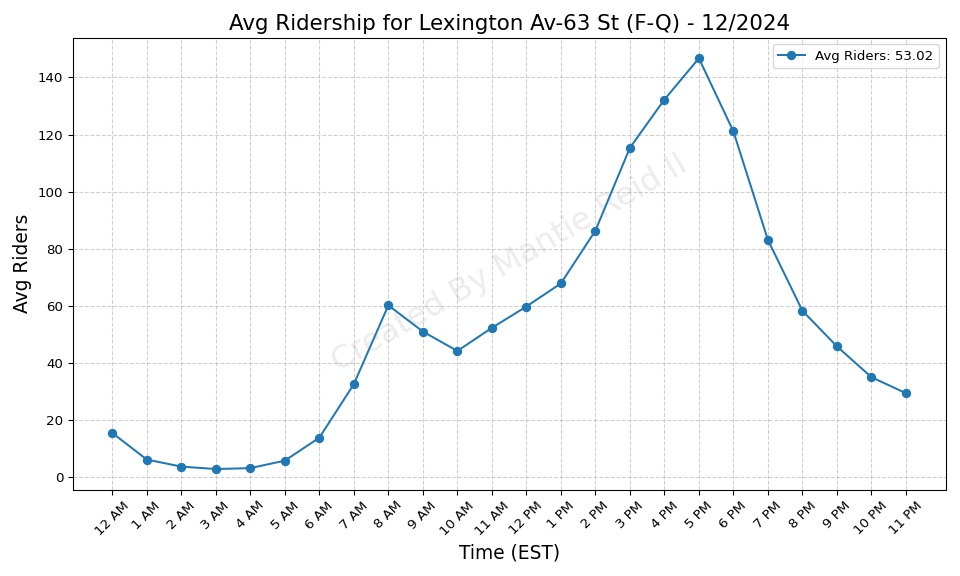 Avg Ridership for Lexington Av-63 St (F-Q) - 12/2024
Avg Riders: 53.02
Avg Riders
140
120
100
80
60
40
20
0
Created By Mantie Reid II
12 AM
1 AM
2 AM
3 AM
4 AM
5 AM
6 AM
7 AM
8 AM
9 AM
10 AM
11 AM
12 PM
1 PM
2 PM
3 PM
4 PM
5 PM
6 PM
7 PM
8 PM
9 PM
10 PM
11 PM
Time (EST)